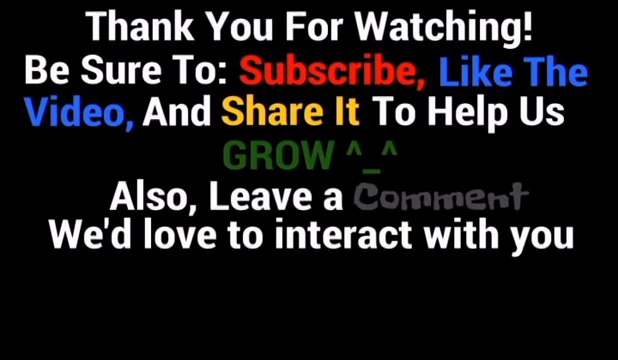 Thank You For Watching!
Be Sure To: Subscribe, Like The
Video, And Share It To Help Us
GROW ^_^
Also, Leave a Comment
We'd love to interact with you